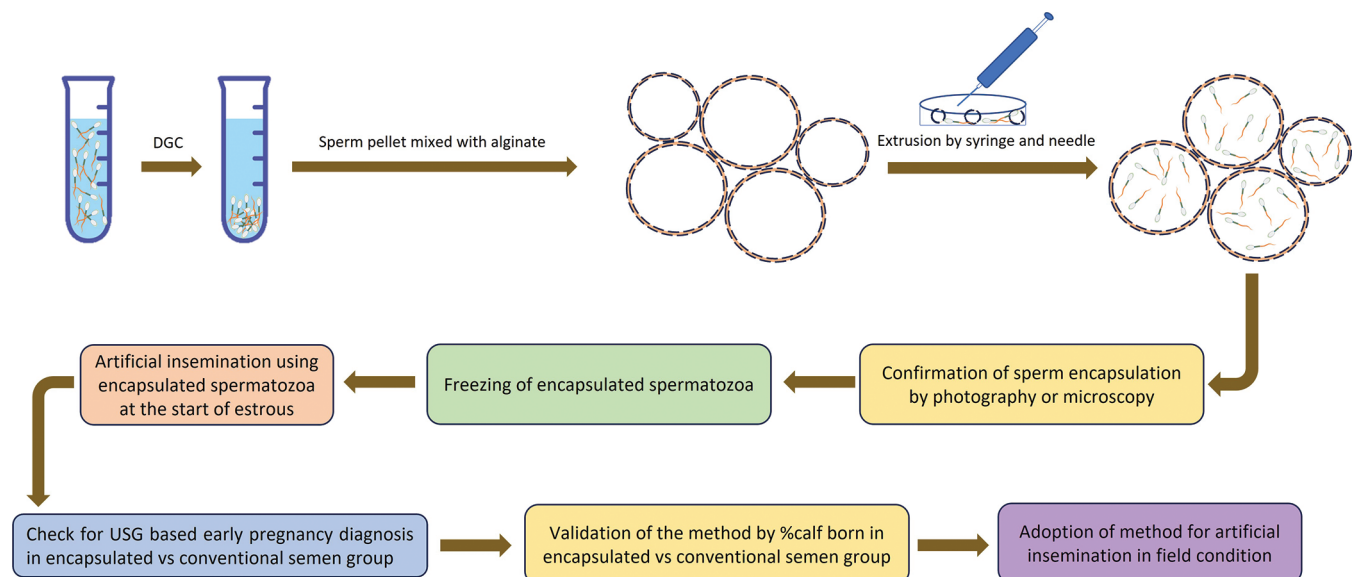 DGC
Sperm pellet mixed with alginate
Extrusion by syringe and needle
Confirmation of sperm encapsulation
by photography or microscopy
Freezing of encapsulated spermatozoa
Artificial insemination using
encapsulated spermatozoa
at the start of estrous
Check for USG based early pregnancy diagnosis
in encapsulated vs conventional semen group
Validation of the method by %calf born in
encapsulated vs conventional semen group
Adoption of method for artificial
insemination in field condition